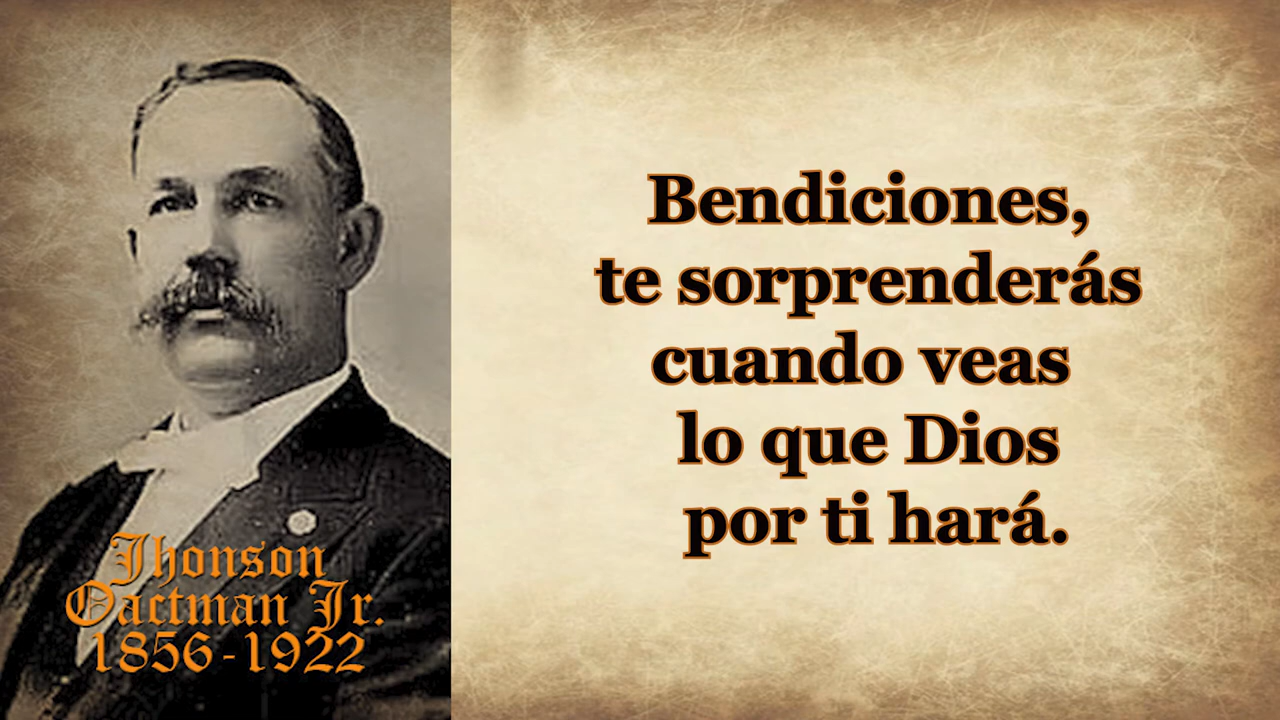 Jhonson
Oactman Jr.
1856-1922
Bendiciones,
te sorprenderás
cuando veas
lo que Dios
por ti hará.